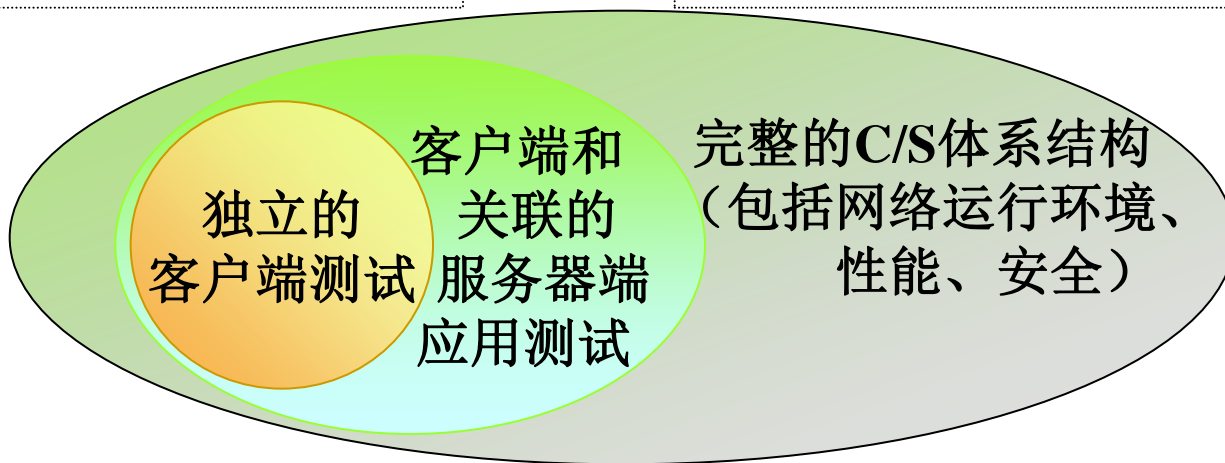 独立的
客户端测试
客户端和
关联的
服务器端
应用测试
完整的C/S体系结构
（包括网络运行环境、
性能、安全）